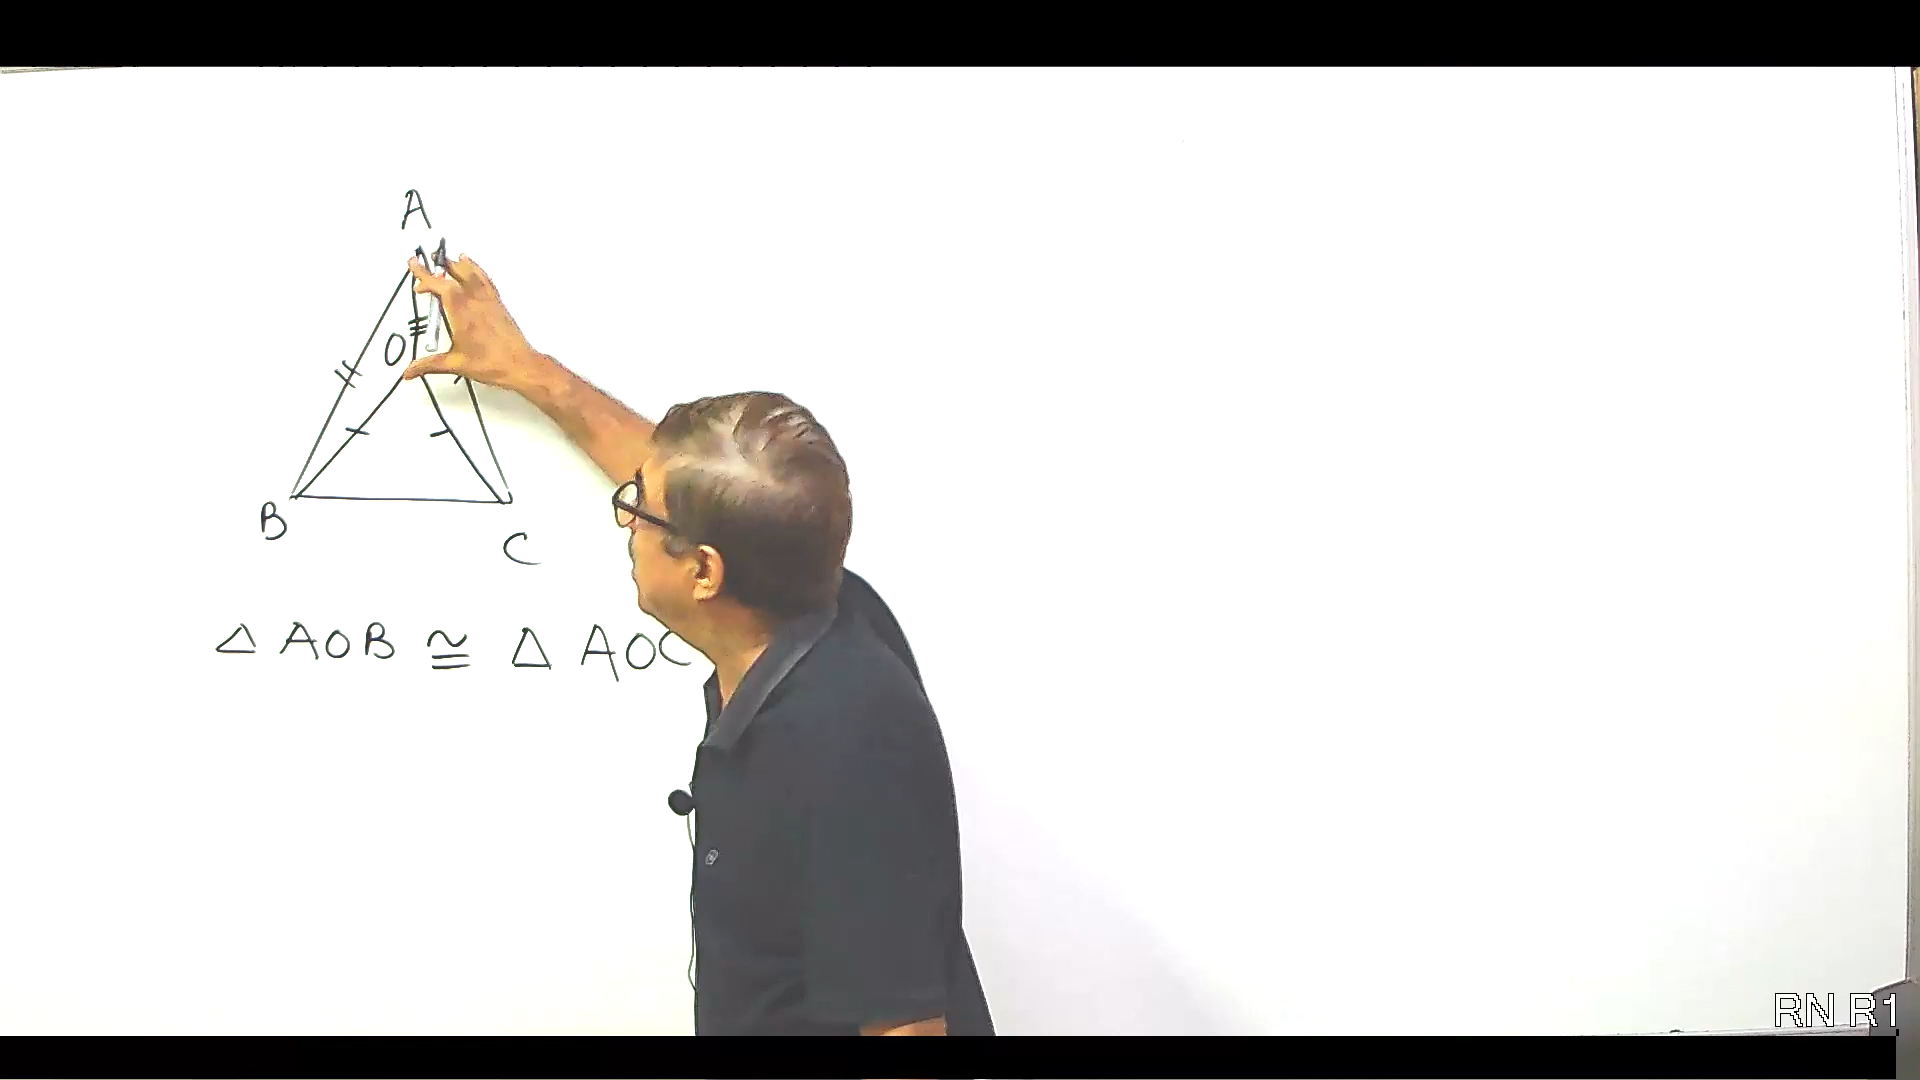 A
O
B
C
△ AOB ≅ △ AOC
RN R1